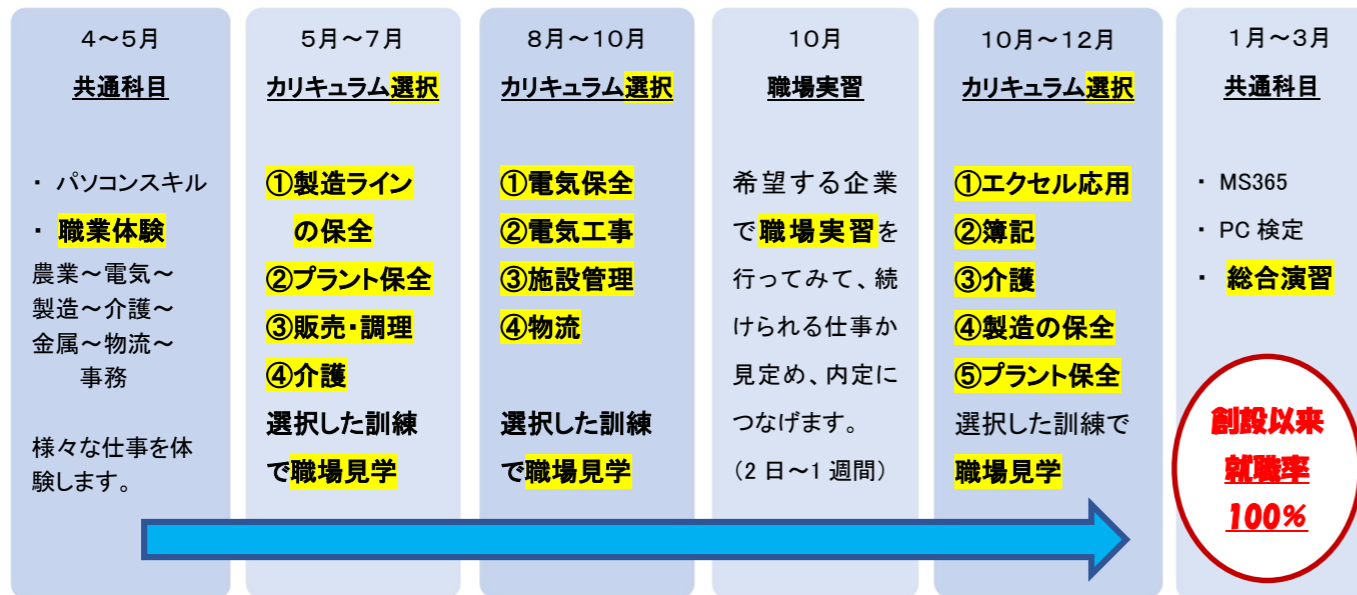 4～5月
共通科目
・ パソコンスキル
・ 職業体験
農業～電気～
製造～介護～
金属～物流～
事務
様々な仕事を体
験します。
5月～7月
カリキュラム選択
①製造ライン
の保全
②プラント保全
③販売・調理
④介護
選択した訓練
で職場見学
8月～10月
カリキュラム選択
①電気保全
②電気工事
③施設管理
④物流
選択した訓練
で職場見学
10月
職場実習
希望する企業
で職場実習を
行ってみて、続
けられる仕事か
見定め、内定に
つなげます。
（2日～1週間）
10月～12月
カリキュラム選択
①エクセル応用
②簿記
③介護
④製造の保全
⑤プラント保全
選択した訓練で
職場見学
1月～3月
共通科目
・ MS365
・ PC 検定
・ 総合演習
創設以来
就職率
100%